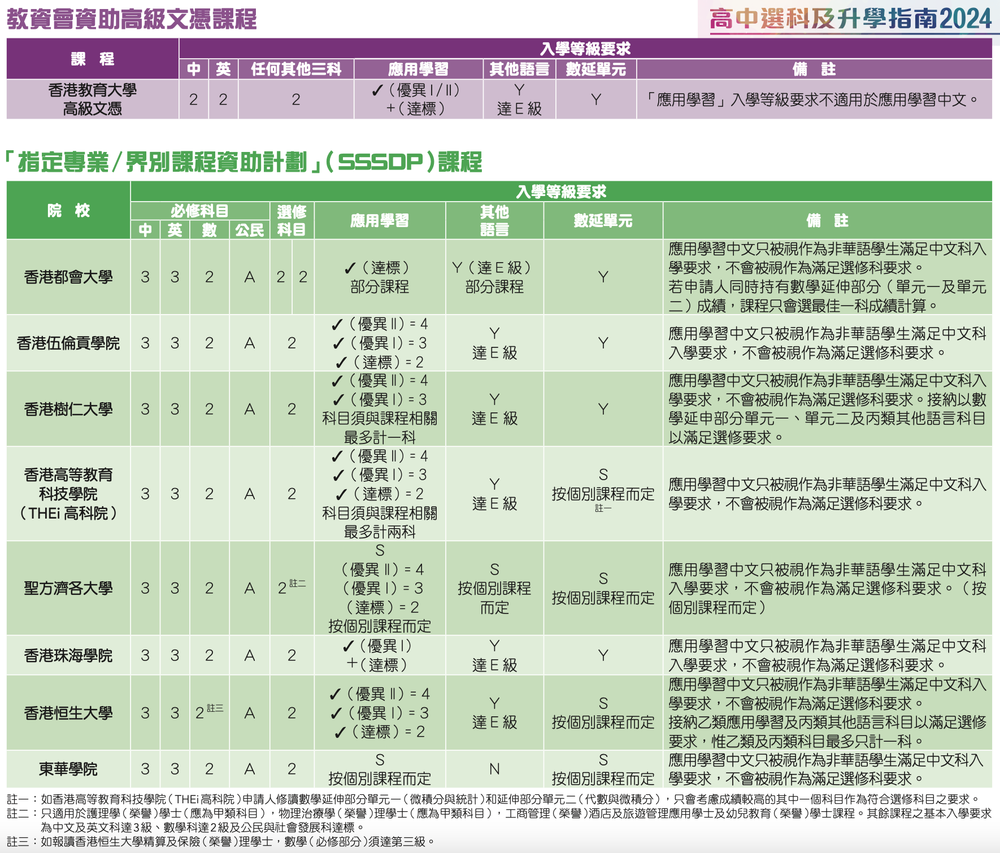 教資會資助高級文憑課程
高中選科及升學指南2024
課 程
入學等級要求
中 英 任何其他三科 應用學習 其他語言 數延單元 備 註
香港教育大學
高級文憑
2 2 2
✓（優異 I / II）
+（達標）
Y
達 E 級
Y
「應用學習」入學等級要求不適用於應用學習中文。
「指定專業/界別課程資助計劃」（SSSDP）課程
院 校
入學等級要求
必修科目
中 英 數 公民
選修
科目
應用學習
其他
語言
數延單元
備 註
香港都會大學
3 3 2 A 2 2
✓（達標）
部分課程
Y（達 E 級）
部分課程
Y
應用學習中文只被視作為非華語學生滿足中文科入
學要求，不會被視作為滿足選修科要求。
若申請人同時持有數學延伸部分（單元一及單元
二）成績，課程只會選最佳一科成績計算。
香港伍倫貢學院
3 3 2 A 2
✓（優異 II）= 4
✓（優異 I）= 3
✓（達標）= 2
Y
達 E 級
Y
應用學習中文只被視作為非華語學生滿足中文科
入學要求，不會被視作為滿足選修科要求。
香港樹仁大學
3 3 2 A 2
✓（優異 II）= 4
✓（優異 I）= 3
科目須與課程相關
最多計一科
Y
達 E 級
Y
應用學習中文只被視作為非華語學生滿足中文科入
學要求，不會被視作為滿足選修科要求。接納以數
學延申部分單元一、單元二及丙類其他語言科目
以滿足選修要求。
香港高等教育
科技學院
（THEi 高科院）
3 3 2 A 2
✓（優異 II）= 4
✓（優異 I）= 3
✓（達標）= 2
科目須與課程相關
最多計兩科
Y
達 E 級
S
按個別課程而定
註一
應用學習中文只被視作為非華語學生滿足中文科入
學要求，不會被視作為滿足選修科要求。
聖方濟各大學
3 3 2 A 2 註二
S
（優異 II）= 4
（優異 I）= 3
（達標）= 2
按個別課程而定
S
按個別課程
而定
S
按個別課程而定
應用學習中文只被視作為非華語學生滿足中文科
入學要求，不會被視作為滿足選修科要求。（按
個別課程而定）
香港珠海學院
3 3 2 A 2
✓（優異 I）
+（達標）
Y
達 E 級
Y
應用學習中文只被視作為非華語學生滿足中文科
入學要求，不會被視作為滿足選修科要求。
香港恒生大學
3 3 2 註三 A 2
✓（優異 II）= 4
✓（優異 I）= 3
✓（達標）= 2
Y
達 E 級
S
按個別課程而定
應用學習中文只被視作為非華語學生滿足中文科入
學要求，不會被視作為滿足選修科要求。
接納乙類應用學習及丙類其他語言科目以滿足選修
要求，惟乙類及丙類科目最多只計一科。
東華學院
3 3 2 A 2
S
按個別課程而定
N
S
按個別課程而定
應用學習中文只被視作為非華語學生滿足中文科入
學要求，不會被視作為滿足選修科要求。
註一：如香港高等教育科技學院（THEi高科院）申請人修讀數學延伸部分單元一（微積分與統計）和延伸部分單元二（代數與微積分），只會考慮成績較高的其中一個科目作為符合選修科目之要求。
註二：只適用於護理學（榮譽）學士（應為甲類科目），物理治療學（榮譽）理學士（應為甲類科目），工商管理（榮譽）酒店及旅遊管理應用學士及幼兒教育（榮譽）學士課程。其餘課程之基本入學要求
為中文及英文科達3級、數學科達2級及公民與社會發展科達標。
註三：如報讀香港恒生大學精算及保險（榮譽）理學士，數學（必修部分）須達第三級。